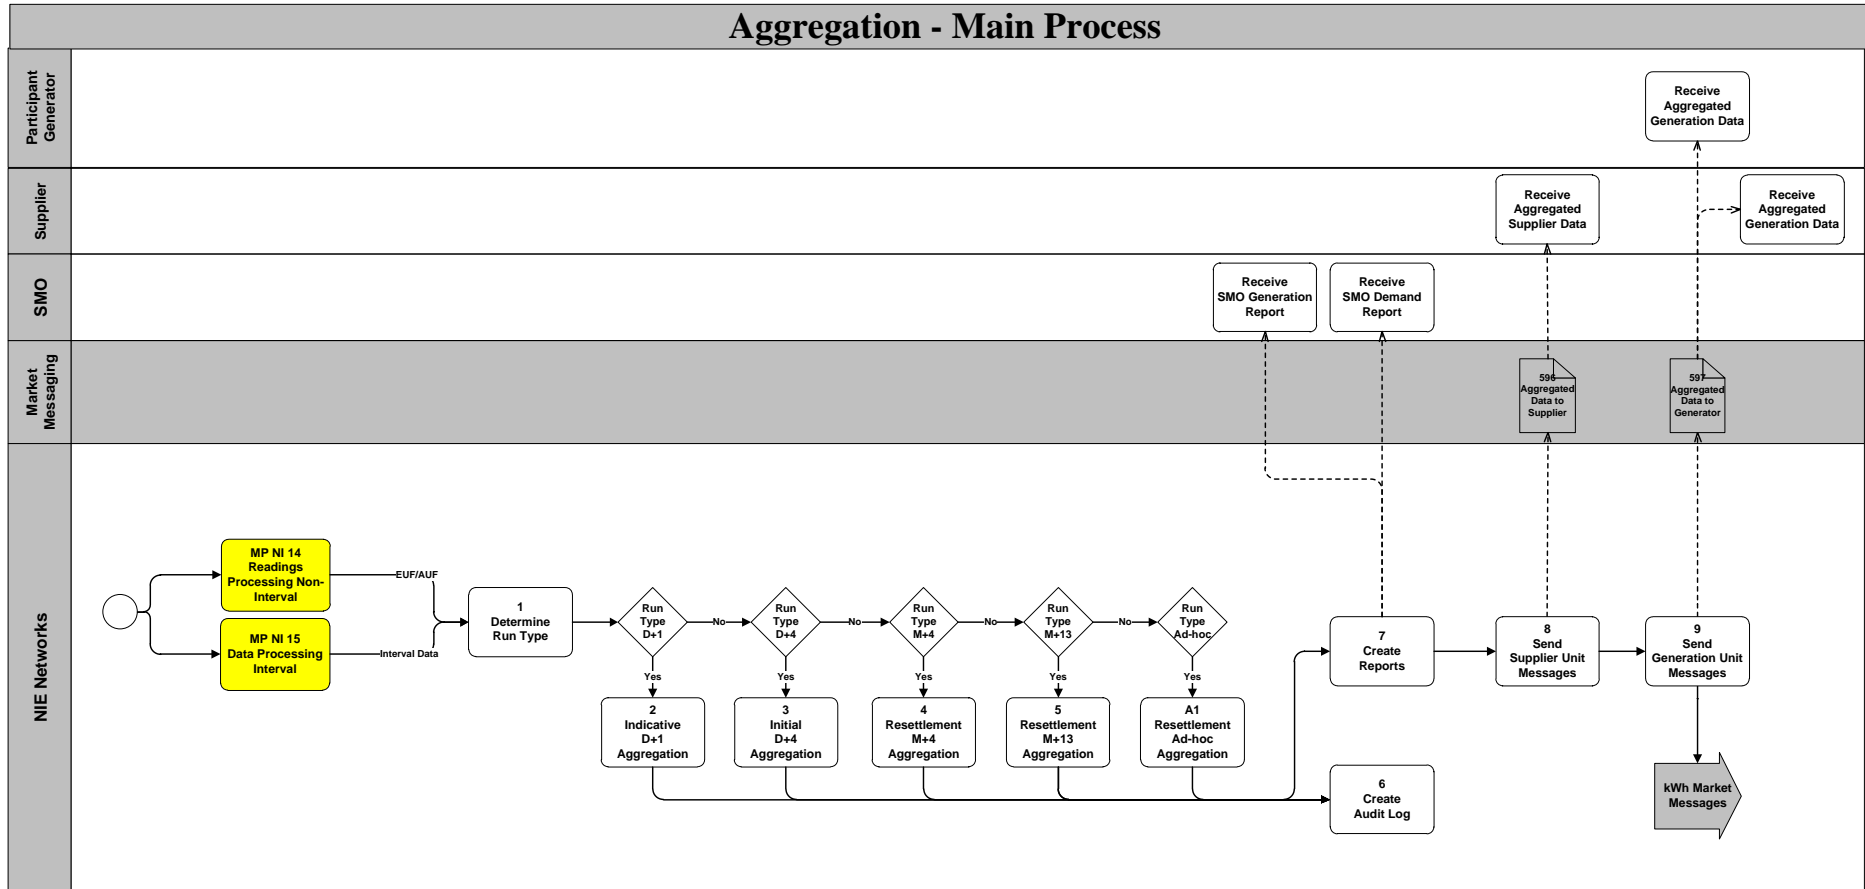 Aggregation - Main Process
Participant
Generator
Receive
Aggregated
Generation Data
Supplier
Receive
Aggregated
Supplier Data
Receive
Aggregated
Generation Data
SMO
Receive
SMO Generation
Report
Receive
SMO Demand
Report
Market
Messaging
596
Aggregated
Data to
Supplier
597
Aggregated
Data to
Generator
NIE Networks
MP NI 14
Readings
Processing Non-
Interval
EUF/AUF
MP NI 15
Data Processing
Interval
Interval Data
1
Determine
Run Type
Run
Type
D+1
No
Run
Type
D+4
No
Run
Type
M+4
No
Run
Type
M+13
No
Run
Type
Ad-hoc
Yes
Yes
Yes
Yes
Yes
2
Indicative
D+1
Aggregation
3
Initial
D+4
Aggregation
4
Resettlement
M+4
Aggregation
5
Resettlement
M+13
Aggregation
A1
Resettlement
Ad-hoc
Aggregation
7
Create
Reports
8
Send
Supplier Unit
Messages
9
Send
Generation Unit
Messages
6
Create
Audit Log
kWh Market
Messages